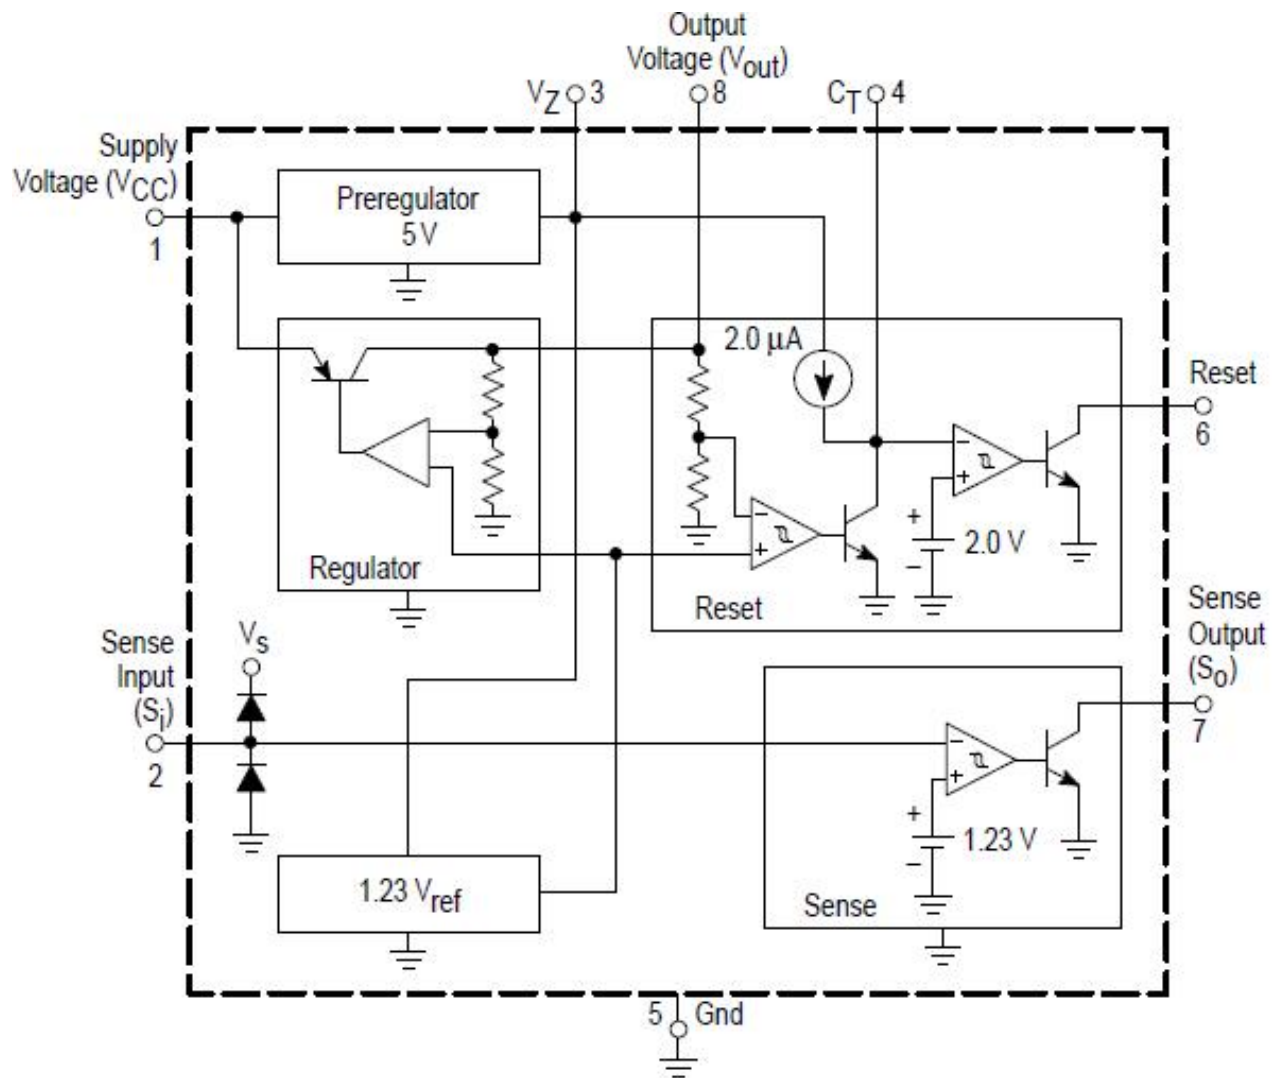 Output
Voltage (Vout)
VZ 3
8
CT 4
Supply
Voltage (VCC)
1
Preregulator
5 V
2.0 µA
Reset
6
−
+
+
−
2.0 V
−
+
Regulator
Reset
Sense
Output
(So)
7
Sense
Input
(Si)
2
Vs
−
+
+
−
1.23 V
Sense
1.23 Vref
5 Gnd